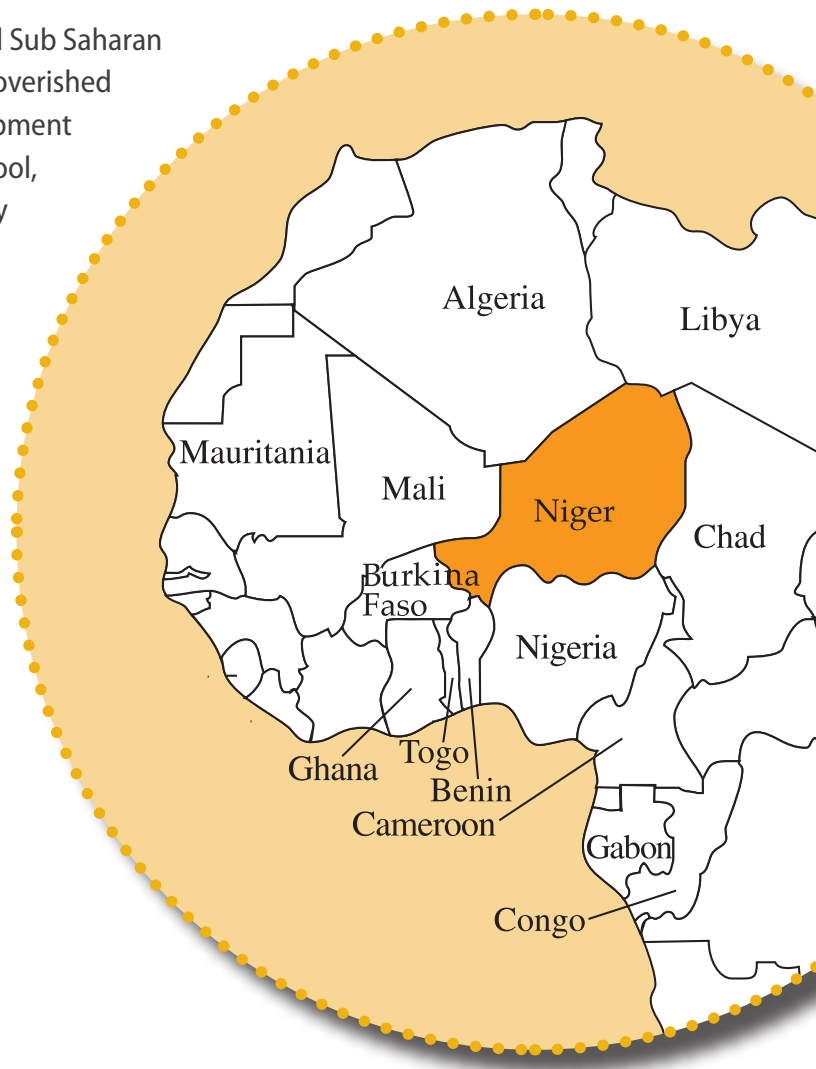 Sub Saharan
overished
pment
ool,
y
Algeria
Libya
Mauritania
Mali
Niger
Chad
Burkina
Faso
Nigeria
Ghana
Togo
Benin
Cameroon
Gabon
Congo